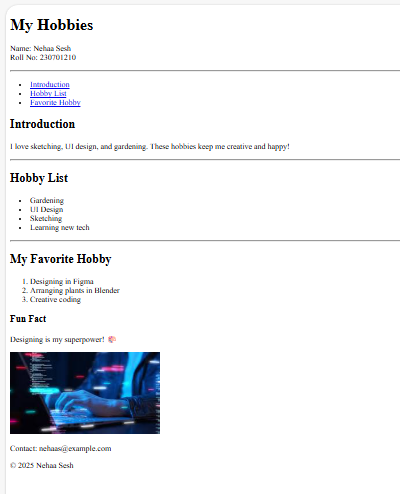 My Hobbies
Name: Nehaa Sesh
Roll No: 230701210
Introduction
Hobby List
Favorite Hobby
Introduction
I love sketching, UI design, and gardening. These hobbies keep me creative and happy!
Hobby List
Gardening
UI Design
Sketching
Learning new tech
My Favorite Hobby
1. Designing in Figma
2. Arranging plants in Blender
3. Creative coding
Fun Fact
Designing is my superpower!
Contact: nehaas@example.com
© 2025 Nehaa Sesh